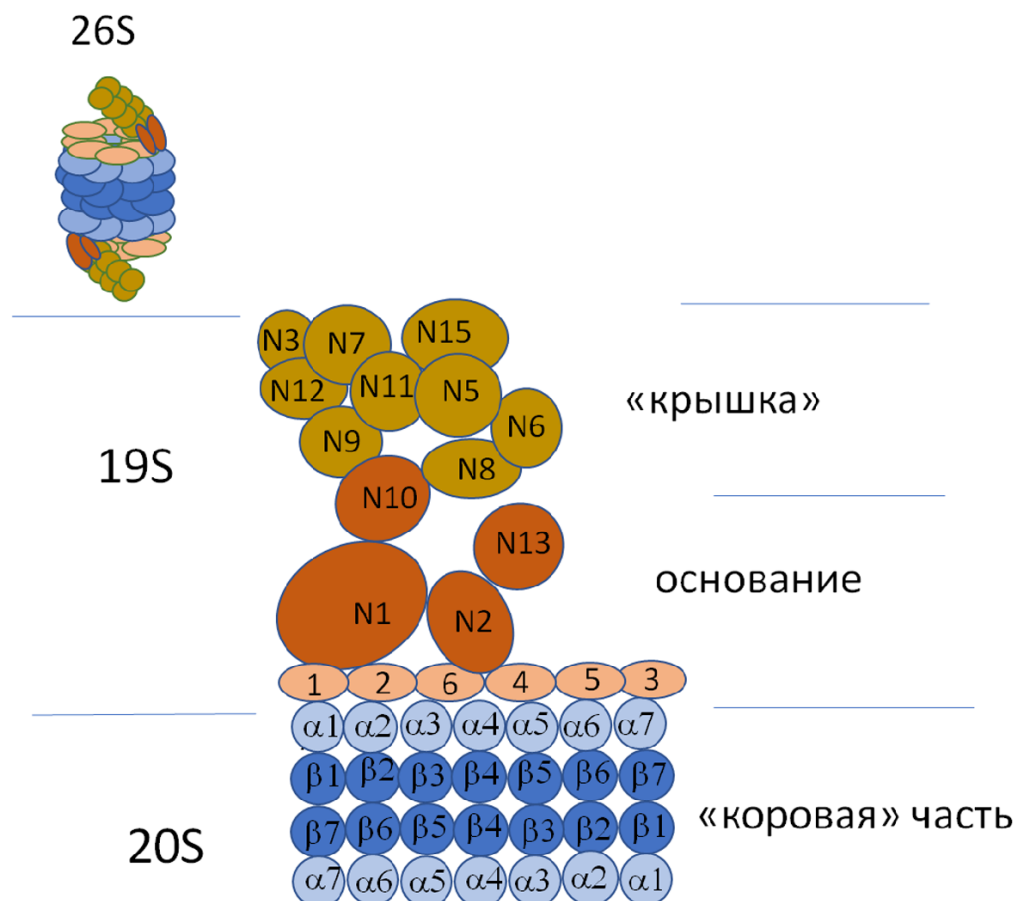 26S
N3 N7 N15
N12 N11 N5
N6
N9
N8
N10
N13
N1 N2
1 2 6 4 5 3
α1 α2 α3 α4 α5 α6 α7
β1 β2 β3 β4 β5 β6 β7
β7 β6 β5 β4 β3 β2 β1
α7 α6 α5 α4 α3 α2 α1
19S
20S
«крышка»
основание
«коровая» часть